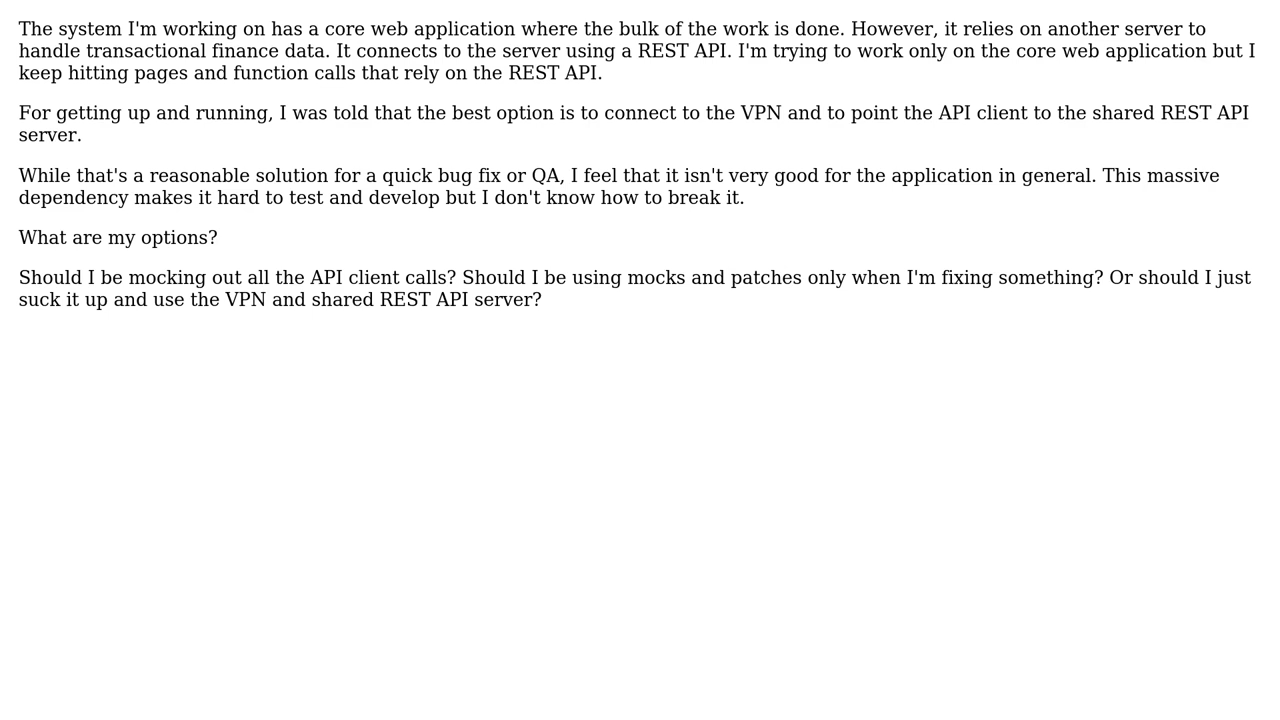 The system I'm working on has a core web application where the bulk of the work is done. However, it relies on another server to
handle transactional finance data. It connects to the server using a REST API. I'm trying to work only on the core web application but I
keep hitting pages and function calls that rely on the REST API.
For getting up and running, I was told that the best option is to connect to the VPN and to point the API client to the shared REST API
server.
While that's a reasonable solution for a quick bug fix or QA, I feel that it isn't very good for the application in general. This massive
dependency makes it hard to test and develop but I don't know how to break it.
What are my options?
Should I be mocking out all the API client calls? Should I be using mocks and patches only when I'm fixing something? Or should I just
suck it up and use the VPN and shared REST API server?